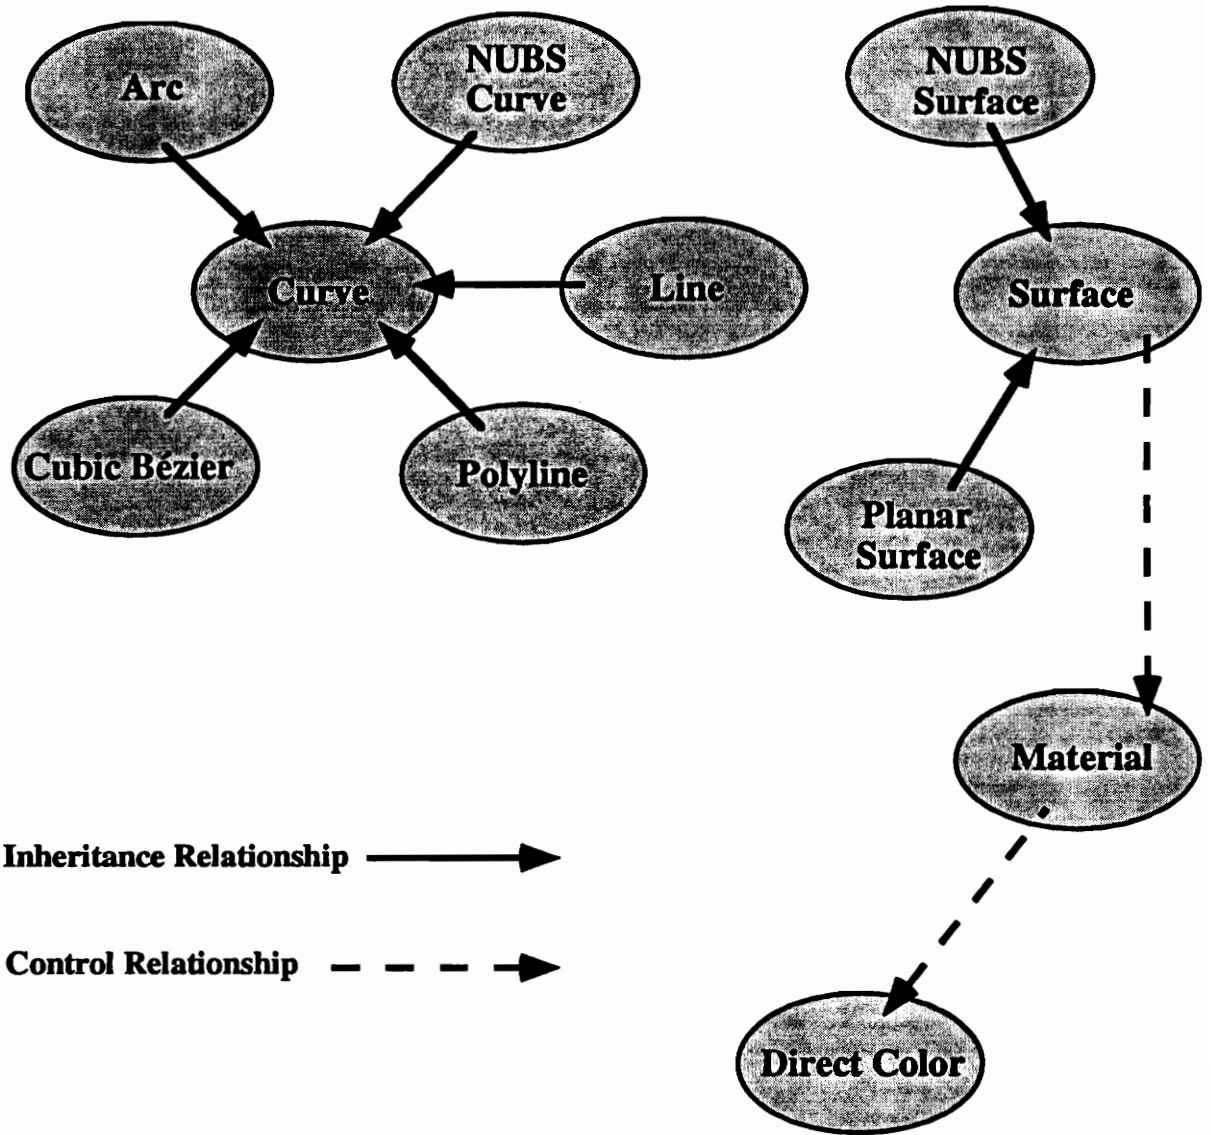 Arc
NUBS
Curve
NUBS
Surface
Curve
Line
Surface
Cubic Bézier
Polyline
Planar
Surface
Material
Inheritance Relationship
Control Relationship
Direct Color